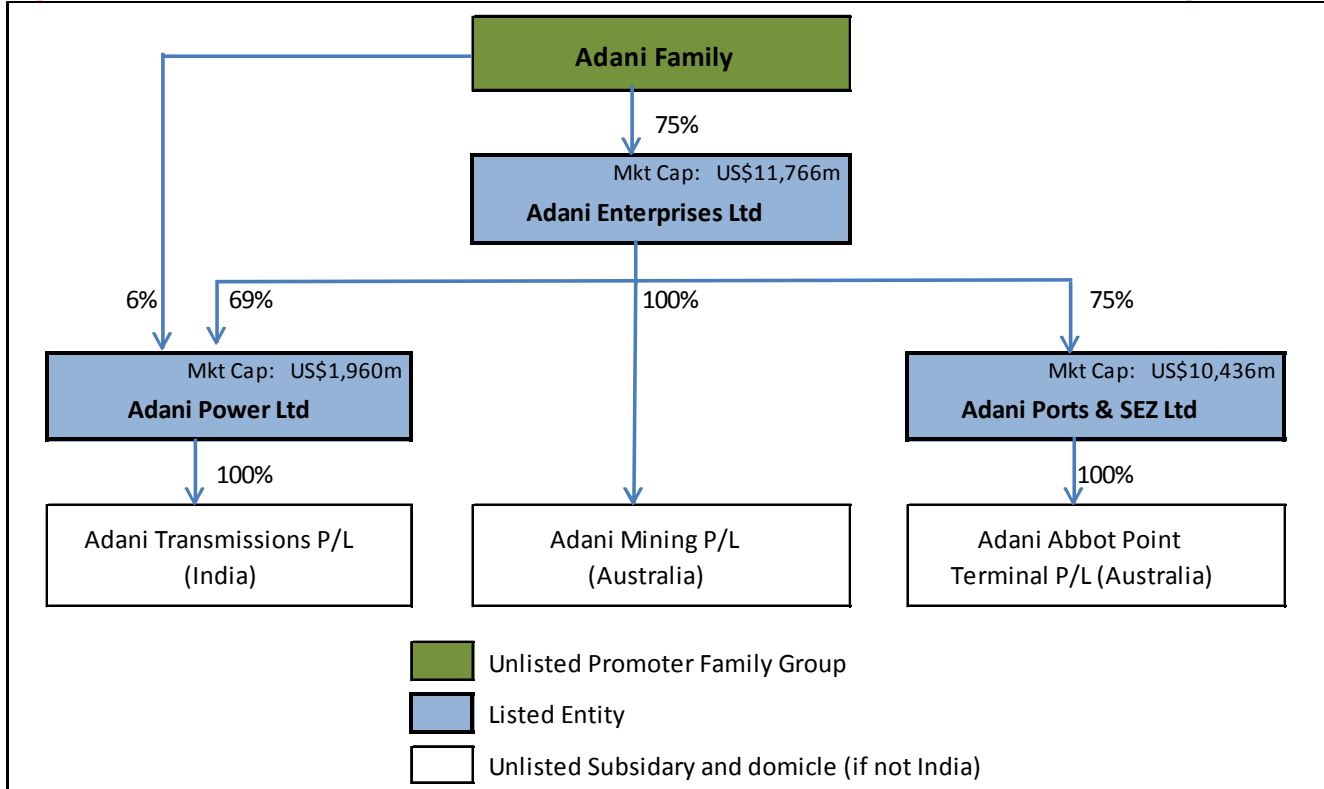 Adani Family
75%
Mkt Cap: US$11,766m
Adani Enterprises Ltd
6%
69%
100%
75%
Mkt Cap: US$1,960m
Adani Power Ltd
Mkt Cap: US$10,436m
Adani Ports & SEZ Ltd
100%
100%
Adani Transmissions P/L
(India)
Adani Mining P/L
(Australia)
Adani Abbot Point
Terminal P/L (Australia)
Unlisted Promoter Family Group
Listed Entity
Unlisted Subsidary and domicle (if not India)